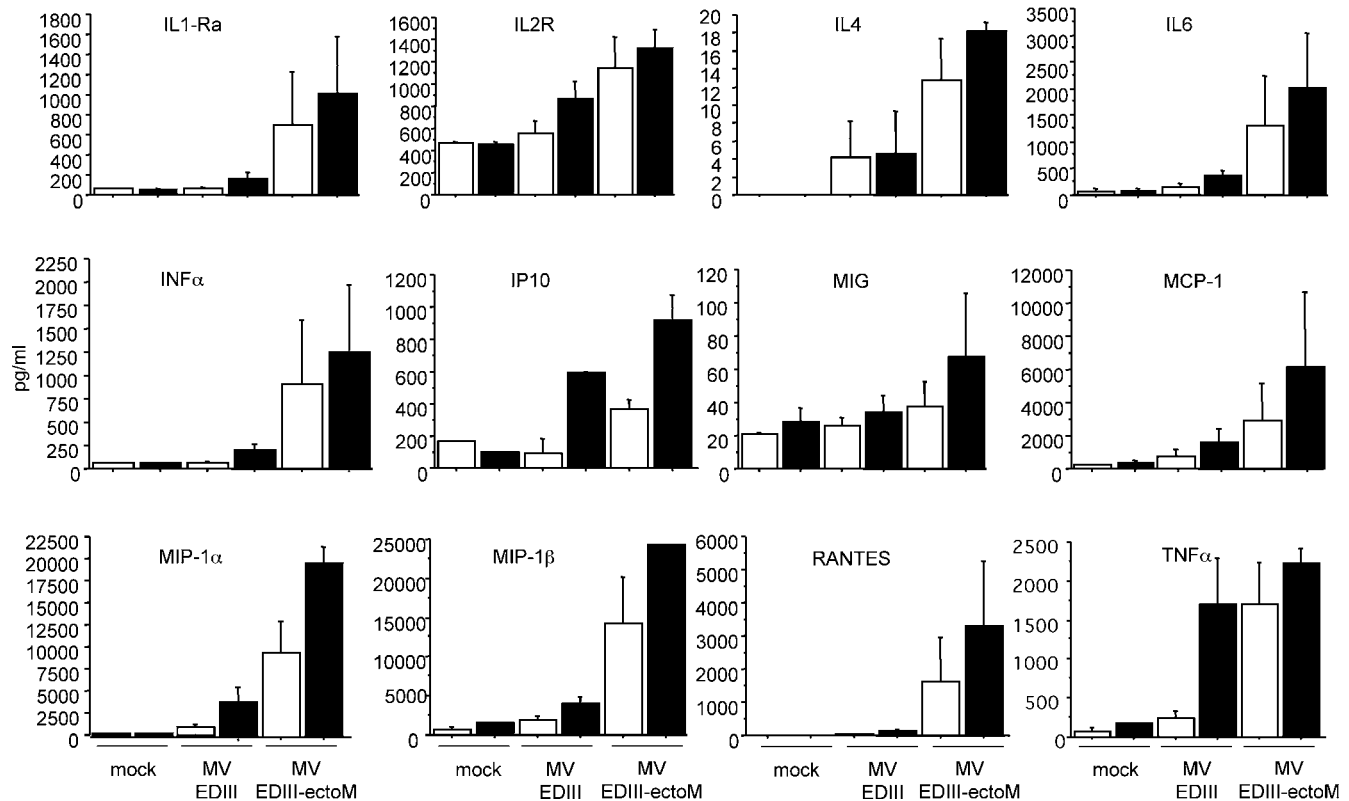 IL1-Ra
1800
1600
1400
1200
1000
800
600
400
200
0
IL2R
1600
1400
1200
1000
800
600
400
200
0
IL4
20
18
16
14
12
10
8
6
4
2
0
IL6
3500
3000
2500
2000
1500
1000
500
0
pg/ml
INFα
2250
2000
1750
1500
1250
1000
750
500
250
0
IP10
1200
1000
800
600
400
200
0
MIG
120
100
80
60
40
20
0
MCP-1
12000
10000
8000
6000
4000
2000
0
MIP-1α
22500
20000
17500
15000
12500
10000
7500
5000
2500
0
MIP-1β
25000
20000
15000
10000
5000
0
RANTES
6000
5000
4000
3000
2000
1000
0
TNFα
2500
2000
1500
1000
500
0
mock
MV
EDIII
MV
EDIII-ectoM
mock
MV
EDIII
MV
EDIII-ectoM
mock
MV
EDIII
MV
EDIII-ectoM
mock
MV
EDIII
MV
EDIII-ectoM